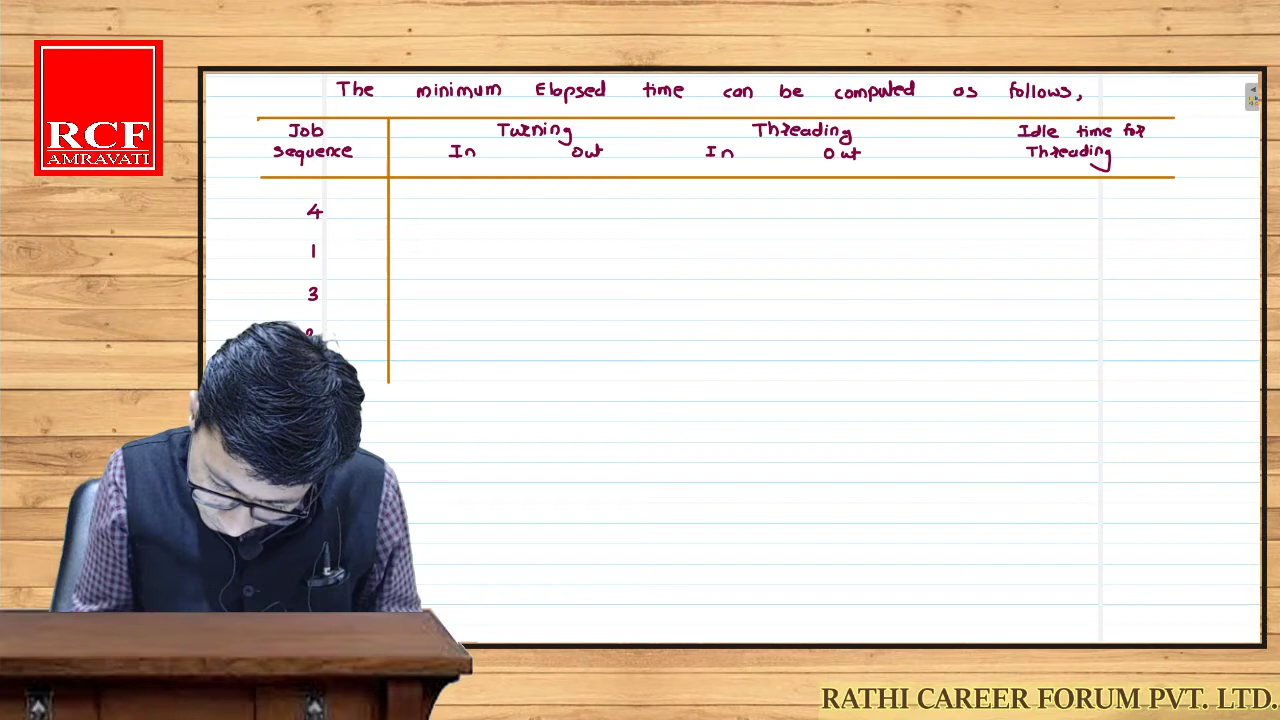 RCF
AMRAVATI
The minimum Elapsed time can be computed as follows,
Job Turning Threading Idle time for
sequence In Out In Out Threading
4
1
3
RATHI CAREER FORUM PVT. LTD.